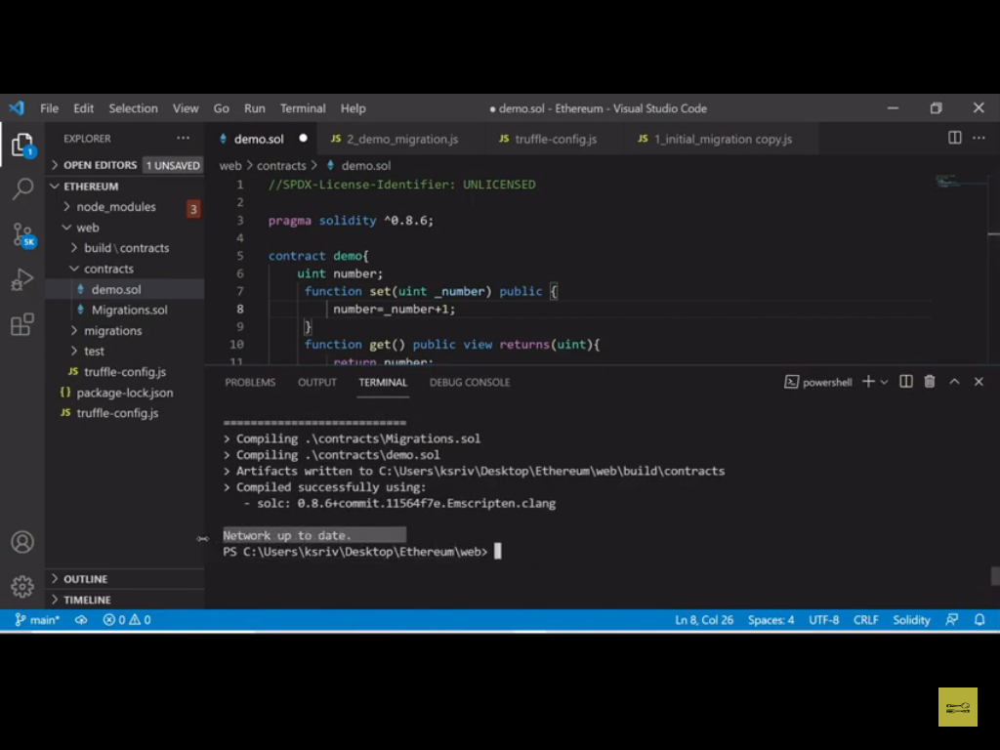 File Edit Selection View Go Run Terminal Help
● demo.sol - Ethereum - Visual Studio Code
EXPLORER
demo.sol
JS 2_demo_migration.js
JS truffle-config.js
JS 1_initial_migration copy.js
OPEN EDITORS 1 UNSAVED
web > contracts > demo.sol
ETHEREUM
node_modules 3
web
build\contracts
contracts
demo.sol
Migrations.sol
migrations
test
JS truffle-config.js
{} package-lock.json
JS truffle-config.js
1
5K
1 //SPDX-License-Identifier: UNLICENSED
2
3 pragma solidity ^0.8.6;
4
5 contract demo{
6 uint number;
7 function set(uint _number) public {
8 number=_number+1;
9 }
10 function get() public view returns(uint){
11 return number;
PROBLEMS OUTPUT TERMINAL DEBUG CONSOLE
powershell
===========================
> Compiling .\contracts\Migrations.sol
> Compiling .\contracts\demo.sol
> Artifacts written to C:\Users\ksriv\Desktop\Ethereum\web\build\contracts
> Compiled successfully using:
- solc: 0.8.6+commit.11564f7e.Emscripten.clang
Network up to date.
PS C:\Users\ksriv\Desktop\Ethereum\web>
OUTLINE
TIMELINE
main* 0 0 Ln 8, Col 26 Spaces: 4 UTF-8 CRLF Solidity